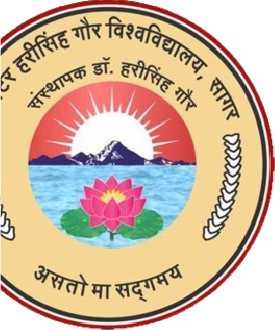 टर हरीसिंह गौर विश्वविद्यालय, सागर
संस्थापक डॉ. हरीसिंह गौर
असतो मा सद्गमय